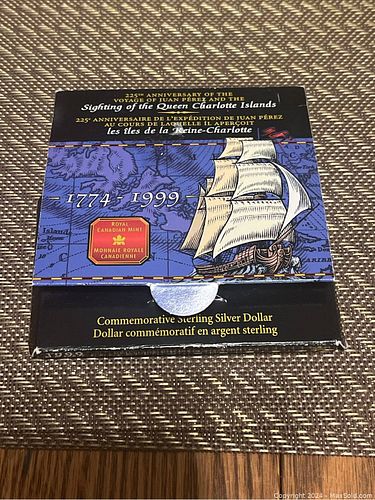 225TH ANNIVERSARY OF THE
VOYAGE OF JUAN PÉREZ AND THE
Sighting of the Queen Charlotte Islands
225e ANNIVERSAIRE DE L'EXPÉDITION DE JUAN PÉREZ
AU COURS DE LAQUELLE IL APERÇOIT
les îles de la Reine-Charlotte
1774 - 1999
ROYAL
CANADIAN MINT
MONNAIE ROYALE
CANADIENNE
Commemorative Sterling Silver Dollar
Dollar commémoratif en argent sterling
1999
Copyright 2024 - MaxSold.com